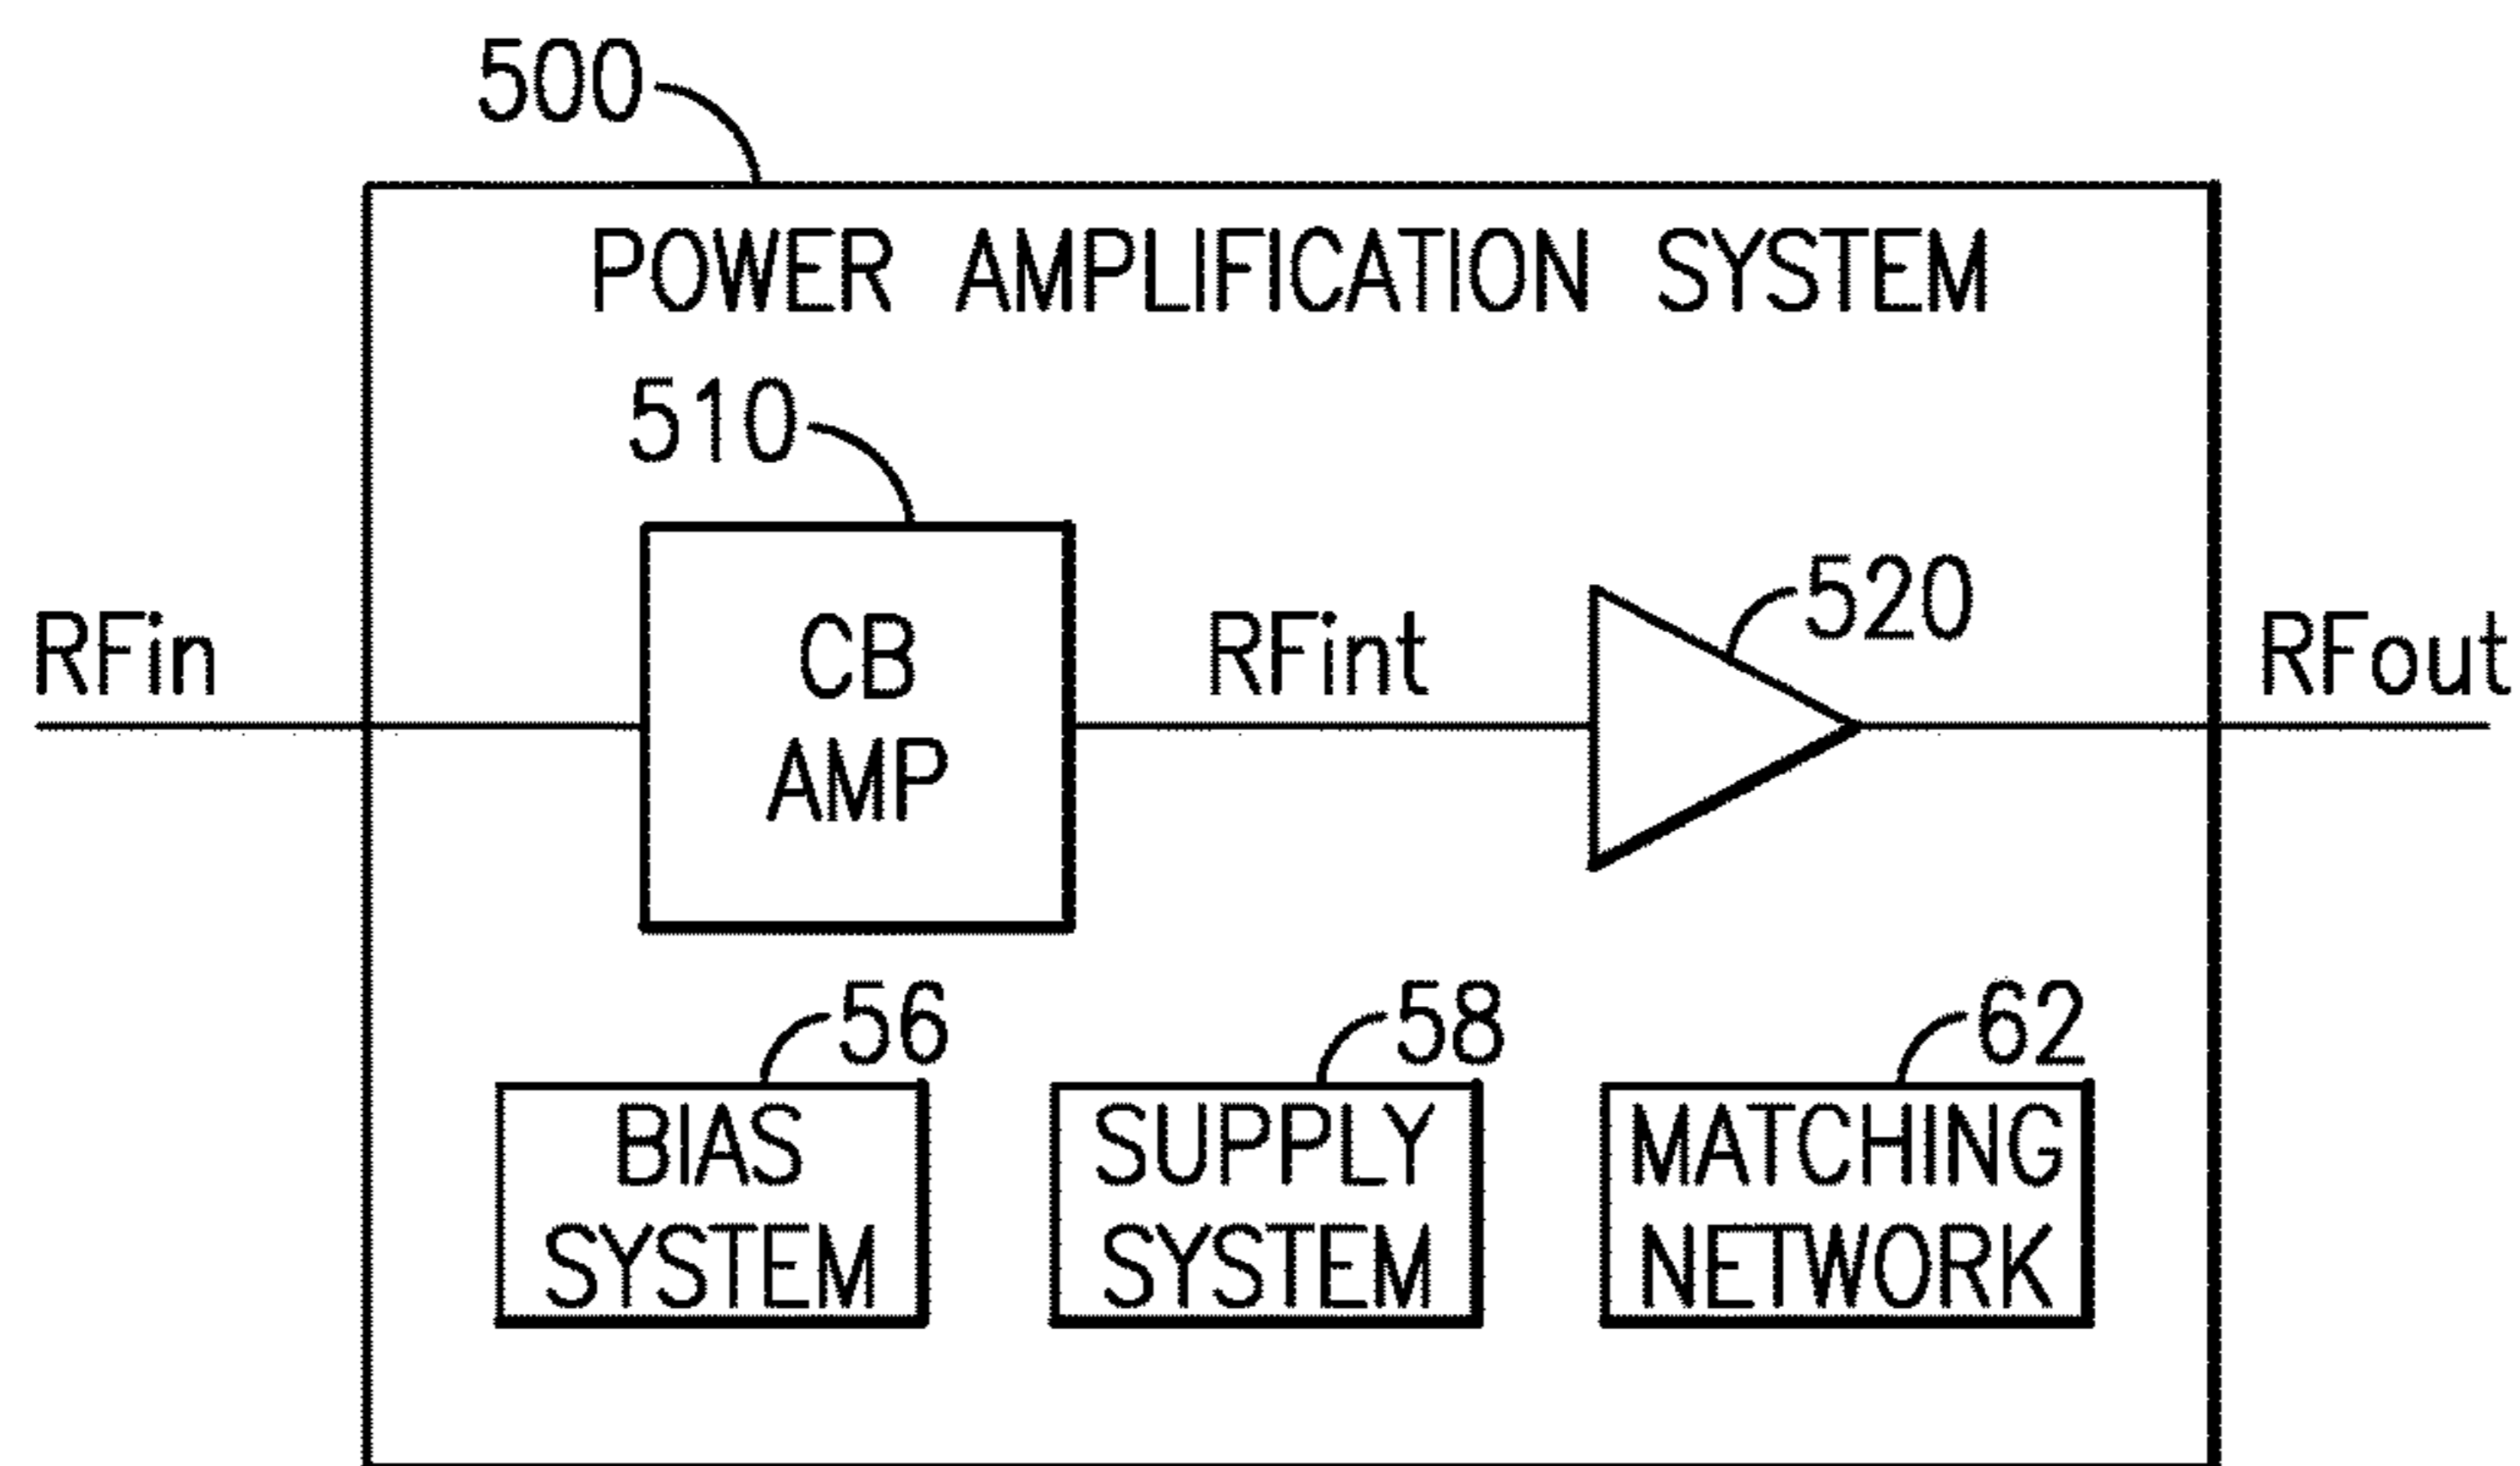 500
POWER AMPLIFICATION SYSTEM
510
520
RFin
CB
AMP
RFint
RFout
56
58
62
BIAS
SYSTEM
SUPPLY
SYSTEM
MATCHING
NETWORK